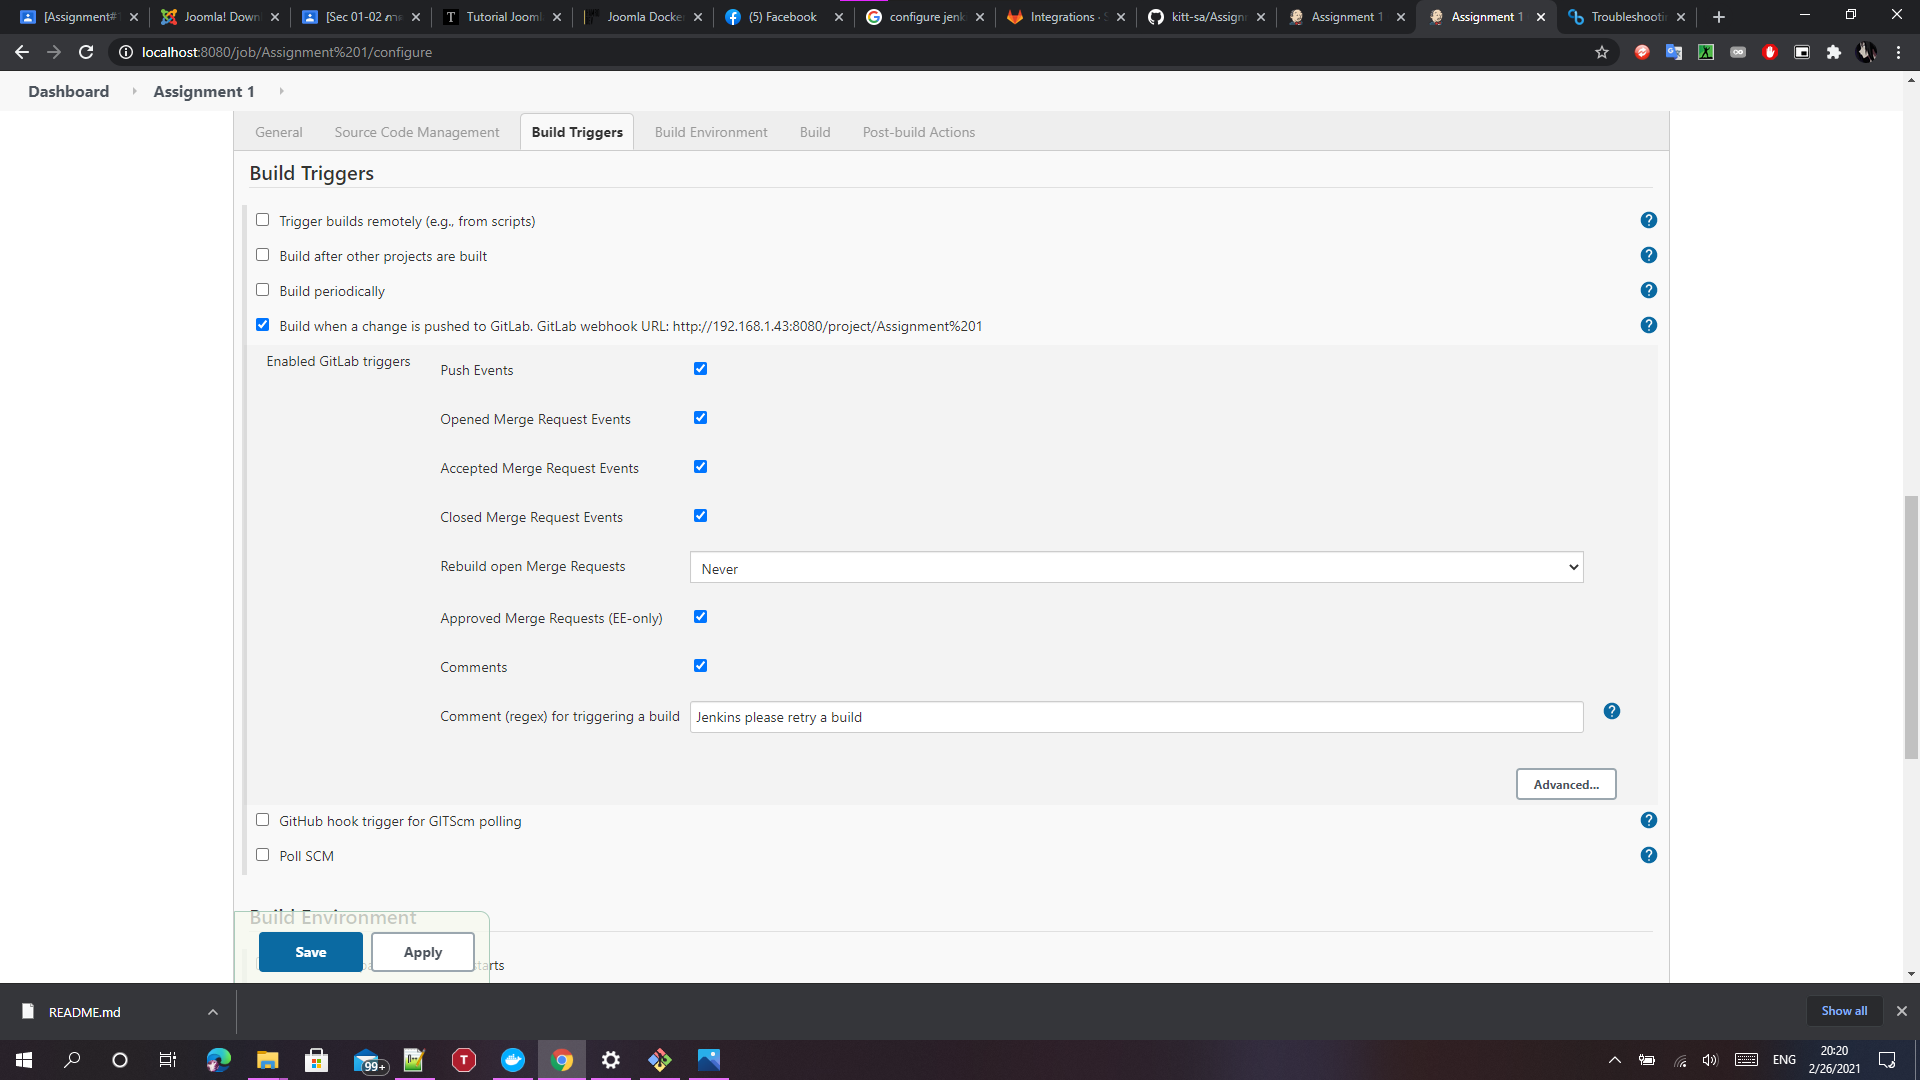 [Assignment#
Joomla! Down
[Sec 01-02 ภาค
Tutorial Jooml
Joomla Docke
(5) Facebook
configure jenk
Integrations · S
kitt-sa/Assign
Assignment 1
Assignment 1
Troubleshooti
localhost:8080/job/Assignment%201/configure
Dashboard
Assignment 1
General
Source Code Management
Build Triggers
Build Environment
Build
Post-build Actions
Build Triggers
Trigger builds remotely (e.g., from scripts)
Build after other projects are built
Build periodically
Build when a change is pushed to GitLab. GitLab webhook URL: http://192.168.1.43:8080/project/Assignment%201
Enabled GitLab triggers
Push Events
Opened Merge Request Events
Accepted Merge Request Events
Closed Merge Request Events
Rebuild open Merge Requests
Never
Approved Merge Requests (EE-only)
Comments
Comment (regex) for triggering a build
Jenkins please retry a build
Advanced...
GitHub hook trigger for GITScm polling
Poll SCM
Build Environment
Save
Apply
starts
README.md
Show all
99+
ENG
20:20
2/26/2021